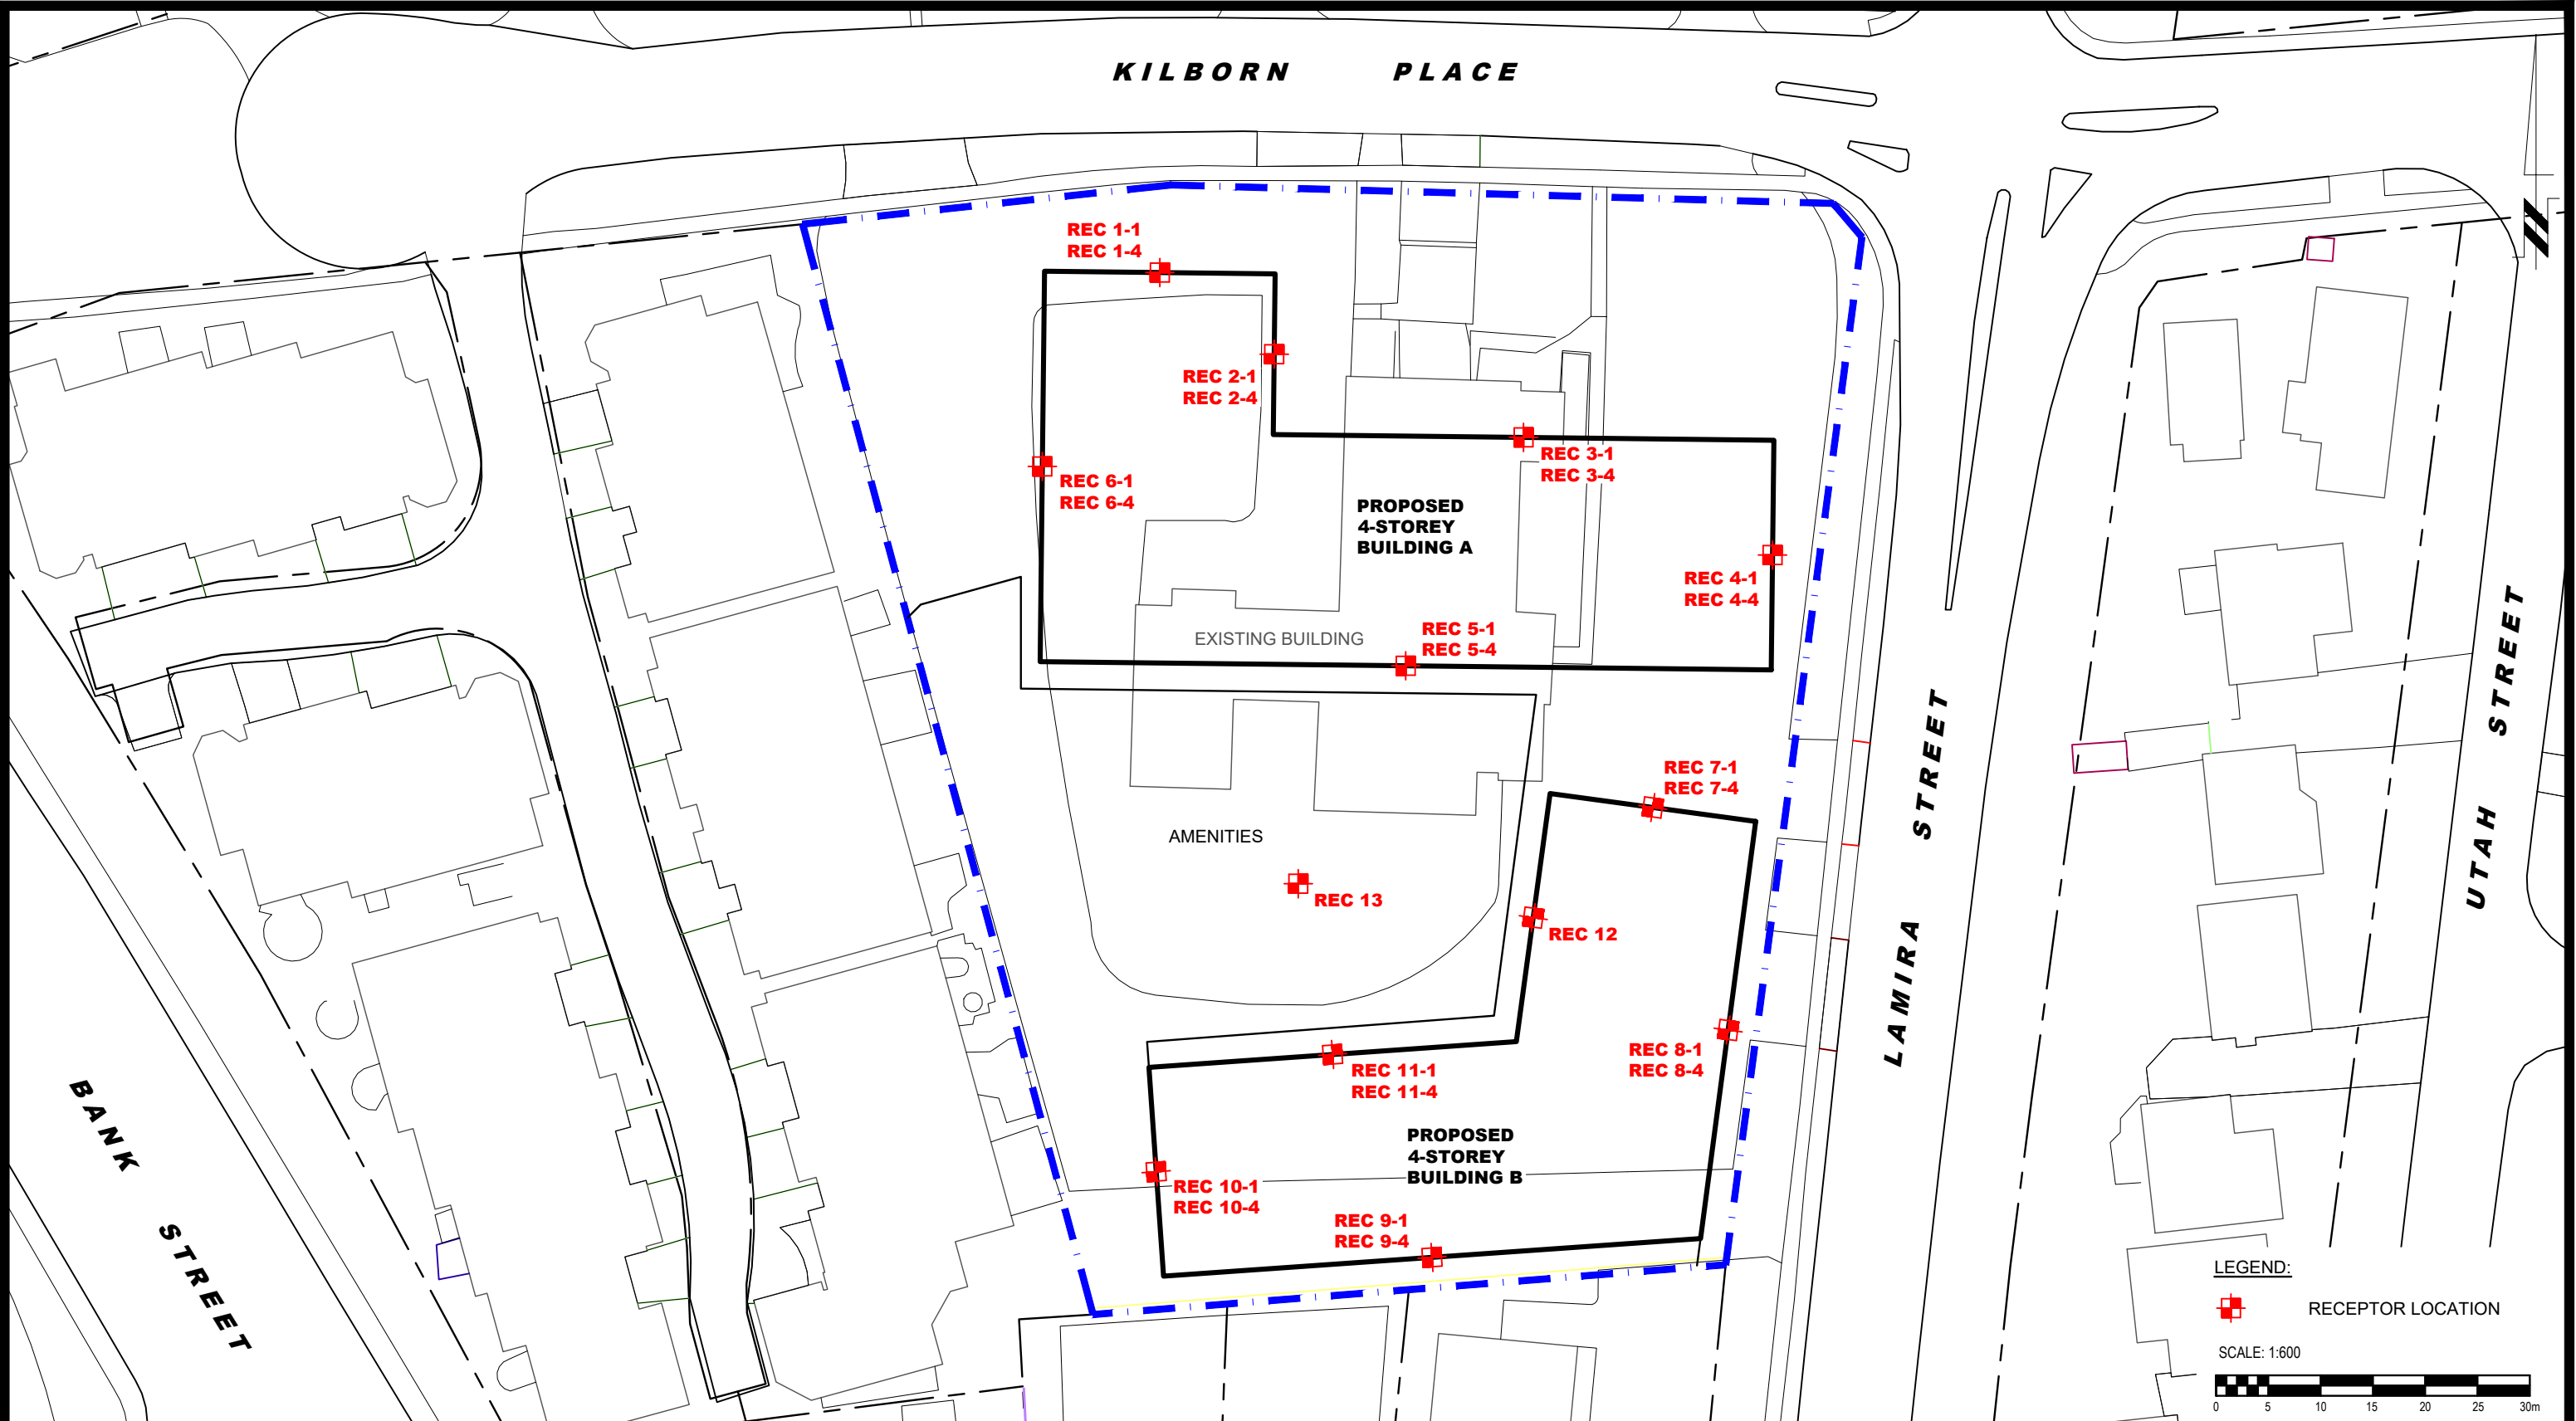 KILBORN PLACE
REC 1-1
REC 1-4
REC 2-1
REC 2-4
REC 3-1
REC 3-4
REC 6-1
REC 6-4
PROPOSED
4-STOREY
BUILDING A
REC 4-1
REC 4-4
EXISTING BUILDING
REC 5-1
REC 5-4
REC 7-1
REC 7-4
AMENITIES
REC 13
REC 12
LAMIRA STREET
UTAH STREET
REC 8-1
REC 8-4
REC 11-1
REC 11-4
BANK STREET
PROPOSED
4-STOREY
BUILDING B
REC 10-1
REC 10-4
REC 9-1
REC 9-4
LEGEND:
RECEPTOR LOCATION
SCALE: 1:600
0 5 10 15 20 25 30m